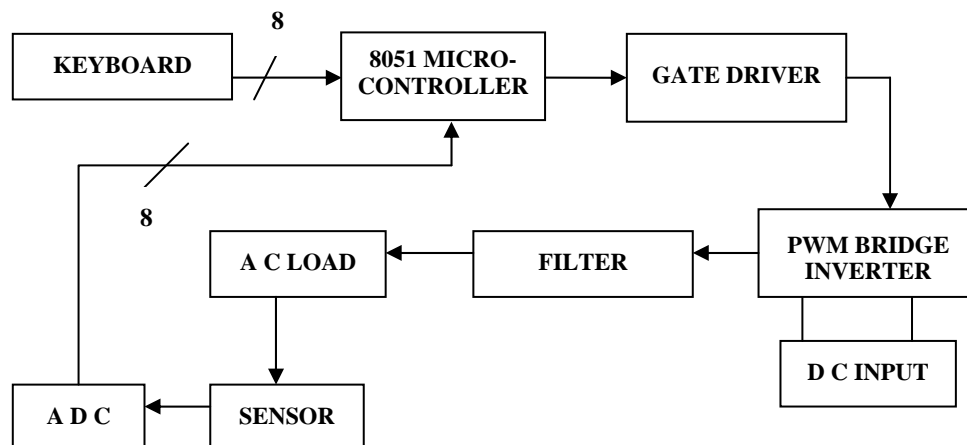 8
KEYBOARD
8051 MICRO-
CONTROLLER
GATE DRIVER
8
A C LOAD
FILTER
PWM BRIDGE
INVERTER
D C INPUT
A D C
SENSOR